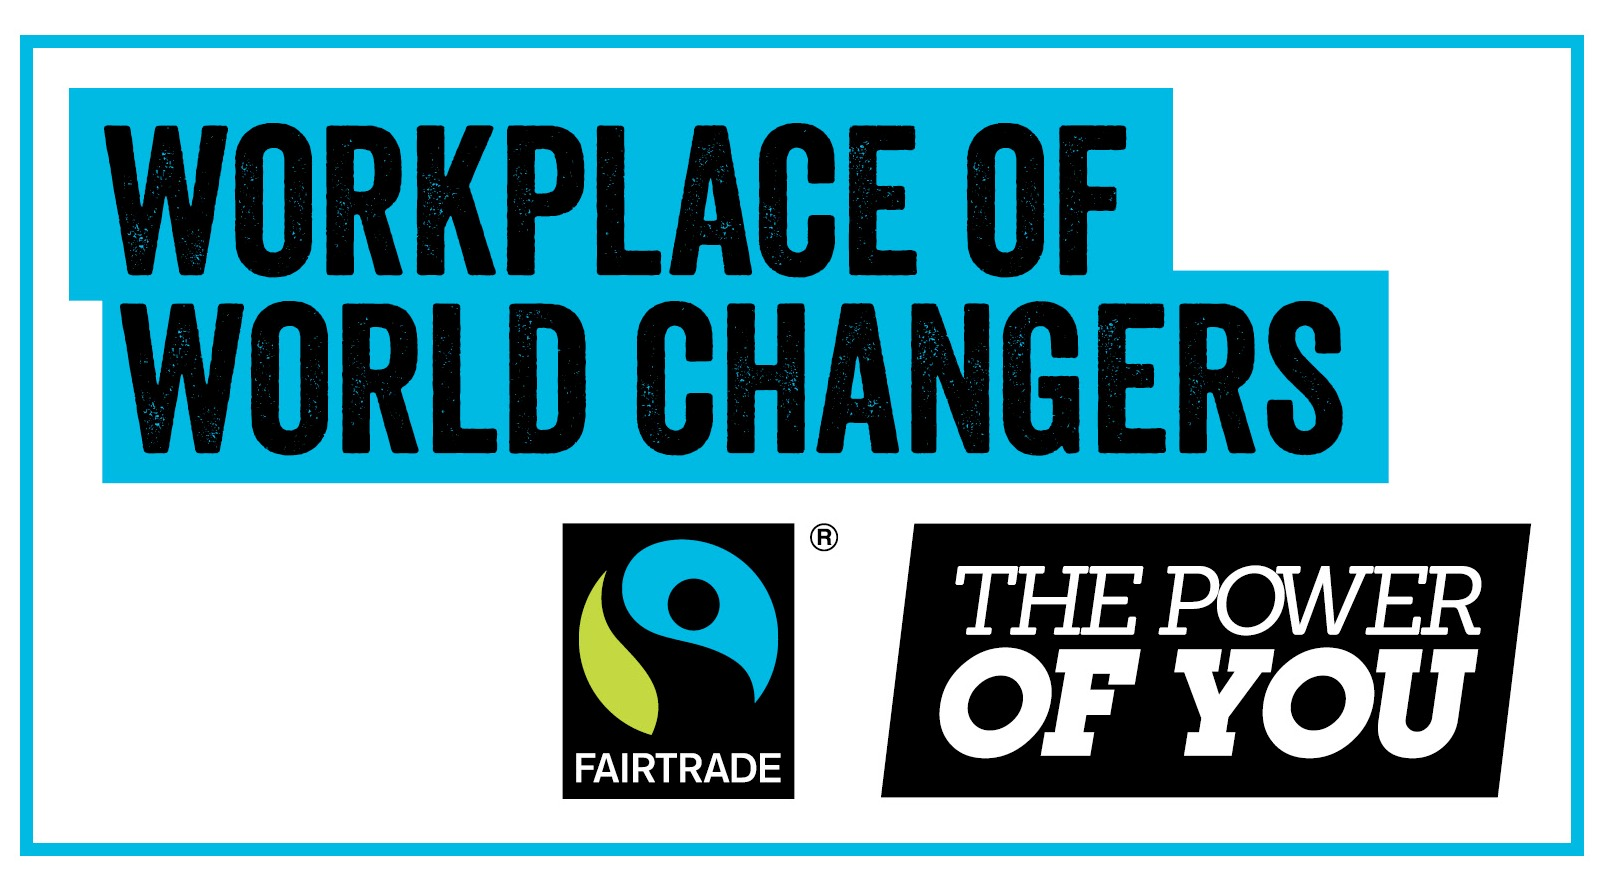 WORKPLACE OF
WORLD CHANGERS
®
FAIRTRADE
THE POWER
OF YOU